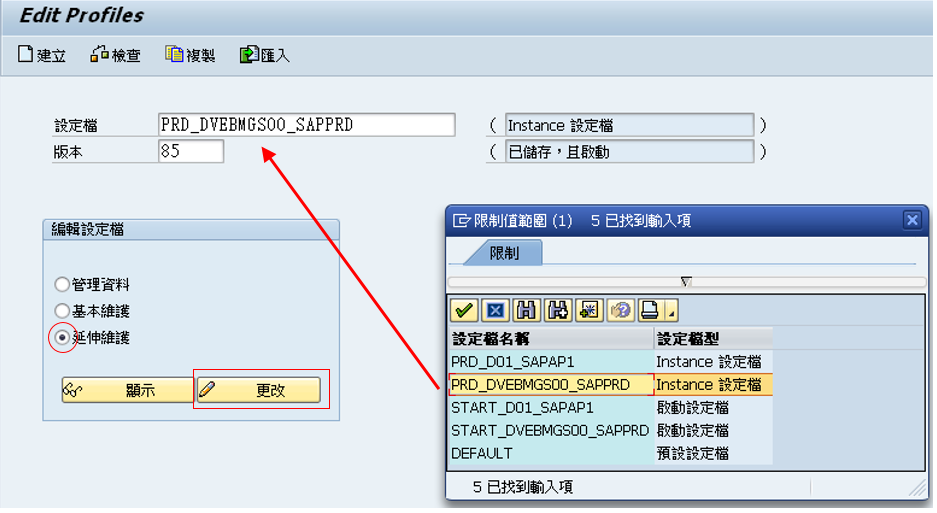 Edit Profiles
建立 檢查 複製 匯入
設定檔 PRD_DVEBMGS00_SAPPRD ( Instance 設定檔 )
版本 85 ( 已儲存，且啟動 )
編輯設定檔
管理資料
基本維護
延伸維護
顯示 更改
限制值範圍 (1) 5 已找到輸入項
限制
設定檔名稱 設定檔型
PRD_D01_SAPAP1 Instance 設定檔
PRD_DVEBMGS00_SAPPRD Instance 設定檔
START_D01_SAPAP1 啟動設定檔
START_DVEBMGS00_SAPPRD 啟動設定檔
DEFAULT 預設設定檔
5 已找到輸入項